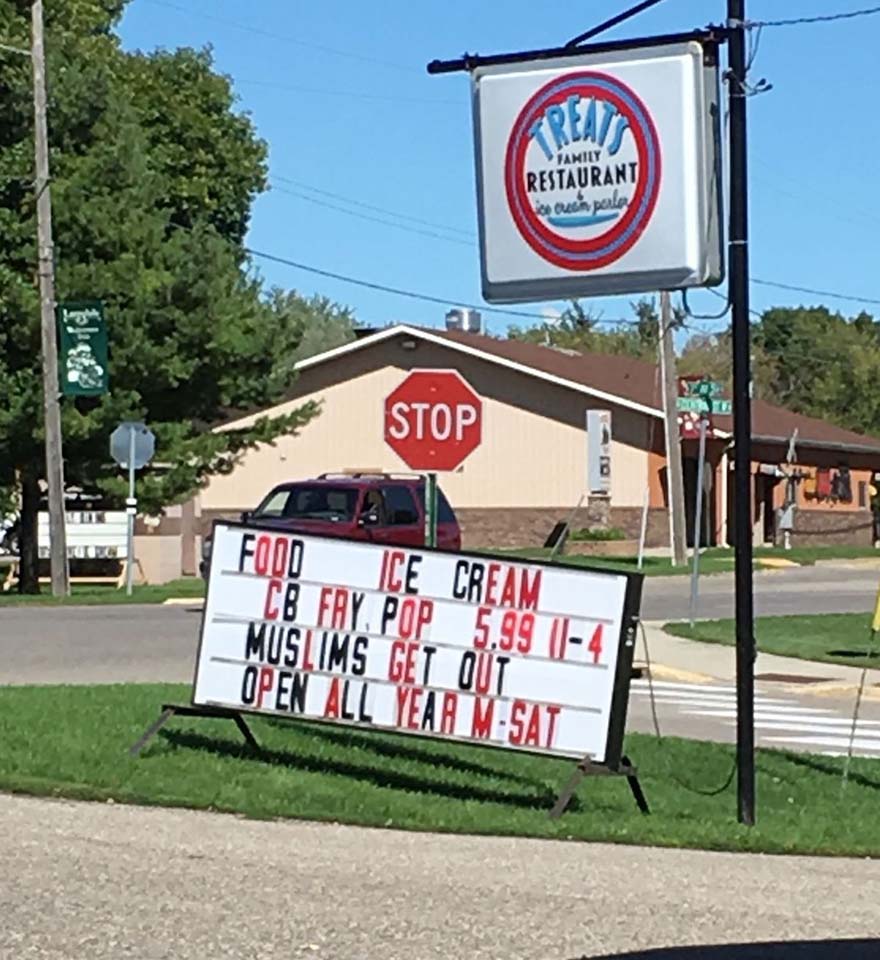 TREATS
FAMILY
RESTAURANT
&
ice cream parlor
STOP
FOOD ICE CREAM
CB FRY POP 5.99 11-4
MUSLIMS GET OUT
OPEN ALL YEAR M-SAT